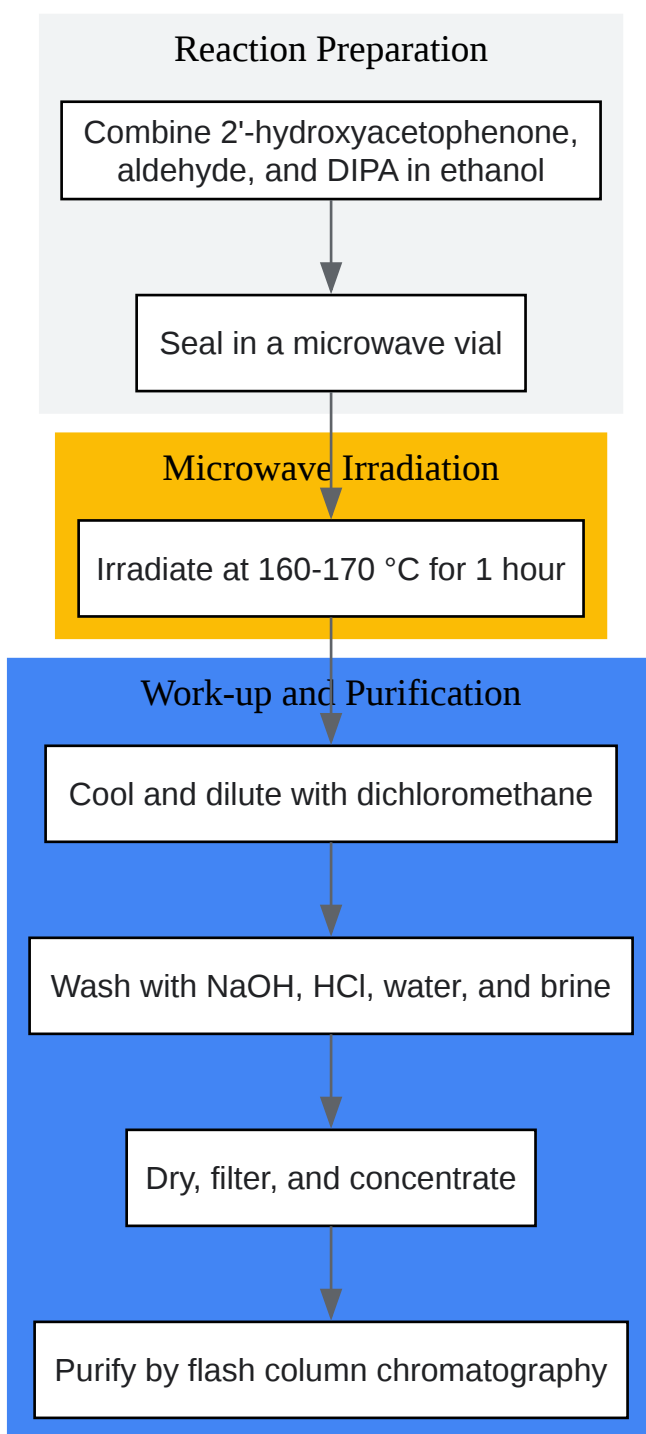 Reaction Preparation
Combine 2'-hydroxyacetophenone,
aldehyde, and DIPA in ethanol
Seal in a microwave vial
Microwave Irradiation
Irradiate at 160-170 °C for 1 hour
Work-up and Purification
Cool and dilute with dichloromethane
Wash with NaOH, HCl, water, and brine
Dry, filter, and concentrate
Purify by flash column chromatography